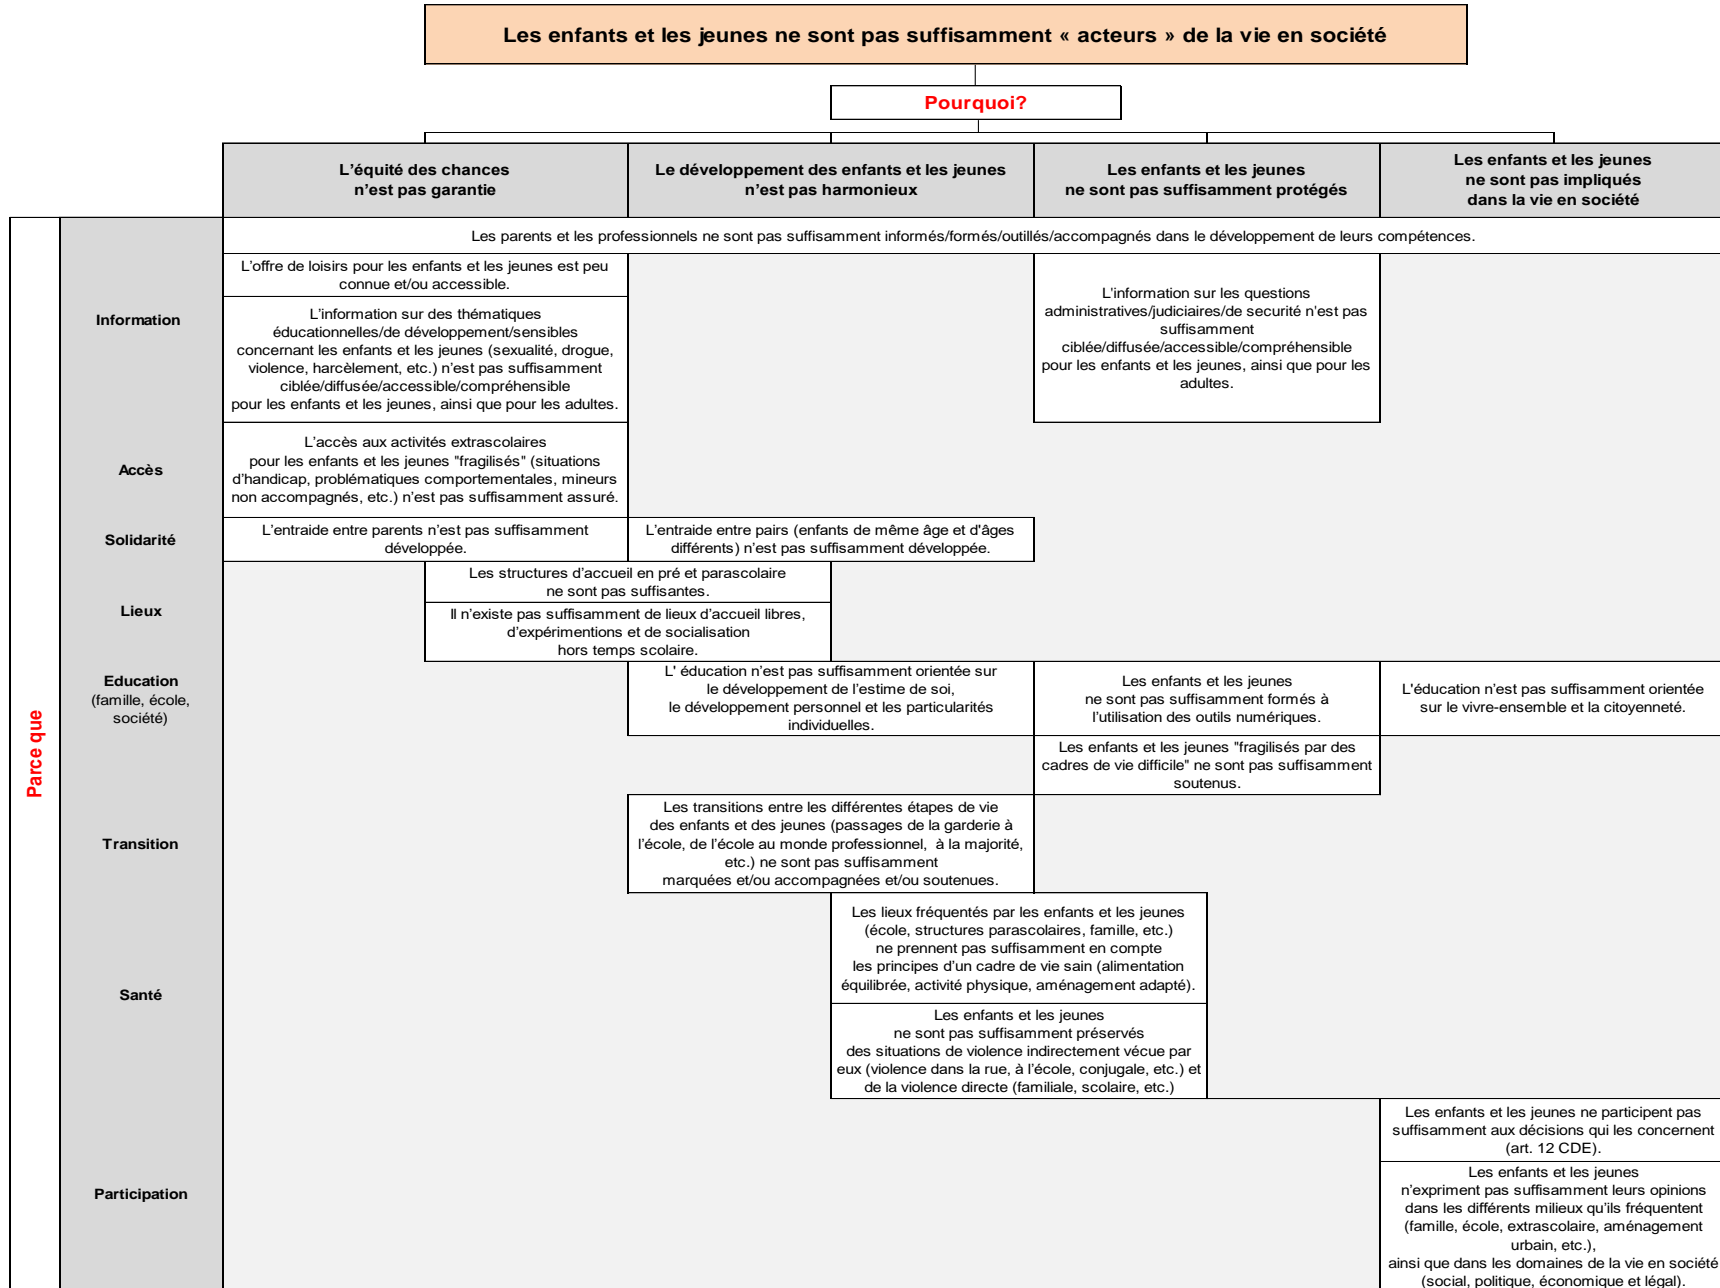 Les enfants et les jeunes ne sont pas suffisamment « acteurs » de la vie en société
Pourquoi?
L'équité des chances
n'est pas garantie
Le développement des enfants et les jeunes
n'est pas harmonieux
Les enfants et les jeunes
ne sont pas suffisamment protégés
Les enfants et les jeunes
ne sont pas impliqués
dans la vie en société
Parce que
Information
Les parents et les professionnels ne sont pas suffisamment informés/formés/outillés/accompagnés dans le développement de leurs compétences.
L'offre de loisirs pour les enfants et les jeunes est peu
connue et/ou accessible.
L'information sur des thématiques
éducationnelles/de développement/sensibles
concernant les enfants et les jeunes (sexualité, drogue,
violence, harcèlement, etc.) n'est pas suffisamment
ciblée/diffusée/accessible/compréhensible
pour les enfants et les jeunes, ainsi que pour les adultes.
L'information sur les questions
administratives/judiciaires/de securité n'est pas
suffisamment
ciblée/diffusée/accessible/compréhensible
pour les enfants et les jeunes, ainsi que pour les
adultes.
Accès
L'accès aux activités extrascolaires
pour les enfants et les jeunes "fragilisés" (situations
d'handicap, problématiques comportementales, mineurs
non accompagnés, etc.) n'est pas suffisamment assuré.
Solidarité
L'entraide entre parents n'est pas suffisamment
développée.
L'entraide entre pairs (enfants de même âge et d'âges
différents) n'est pas suffisamment développée.
Lieux
Les structures d'accueil en pré et parascolaire
ne sont pas suffisantes.
Il n'existe pas suffisamment de lieux d'accueil libres,
d'expérimentions et de socialisation
hors temps scolaire.
Education
(famille, école,
société)
L' éducation n'est pas suffisamment orientée sur
le développement de l'estime de soi,
le développement personnel et les particularités
individuelles.
Les enfants et les jeunes
ne sont pas suffisamment formés à
l'utilisation des outils numériques.
L'éducation n'est pas suffisamment orientée
sur le vivre-ensemble et la citoyenneté.
Les enfants et les jeunes "fragilisés par des
cadres de vie difficile" ne sont pas suffisamment
soutenus.
Transition
Les transitions entre les différentes étapes de vie
des enfants et des jeunes (passages de la garderie à
l'école, de l'école au monde professionnel, à la majorité,
etc.) ne sont pas suffisamment
marquées et/ou accompagnées et/ou soutenues.
Santé
Les lieux fréquentés par les enfants et les jeunes
(école, structures parascolaires, famille, etc.)
ne prennent pas suffisamment en compte
les principes d'un cadre de vie sain (alimentation
équilibrée, activité physique, aménagement adapté).
Les enfants et les jeunes
ne sont pas suffisamment préservés
des situations de violence indirectement vécue par
eux (violence dans la rue, à l'école, conjugale, etc.) et
de la violence directe (familiale, scolaire, etc.)
Participation
Les enfants et les jeunes ne participent pas
suffisamment aux décisions qui les concernent
(art. 12 CDE).
Les enfants et les jeunes
n'expriment pas suffisamment leurs opinions
dans les différents milieux qu'ils fréquentent
(famille, école, extrascolaire, aménagement
urbain, etc.),
ainsi que dans les domaines de la vie en société
(social, politique, économique et légal).